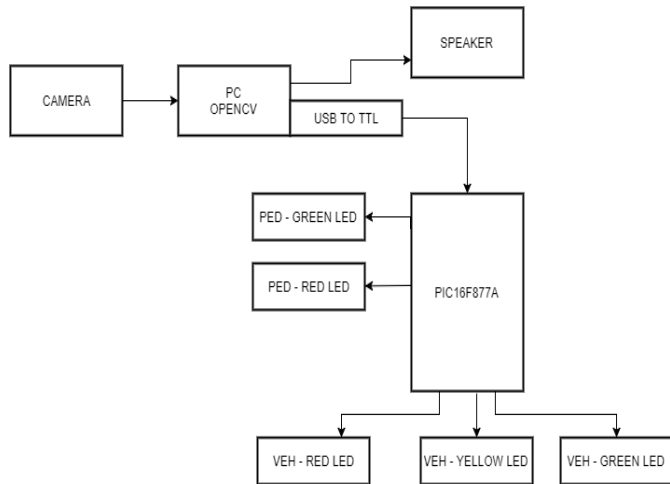 SPEAKER
CAMERA
PC
OPENCV
USB TO TTL
PED - GREEN LED
PED - RED LED
PIC16F877A
VEH - RED LED
VEH - YELLOW LED
VEH - GREEN LED